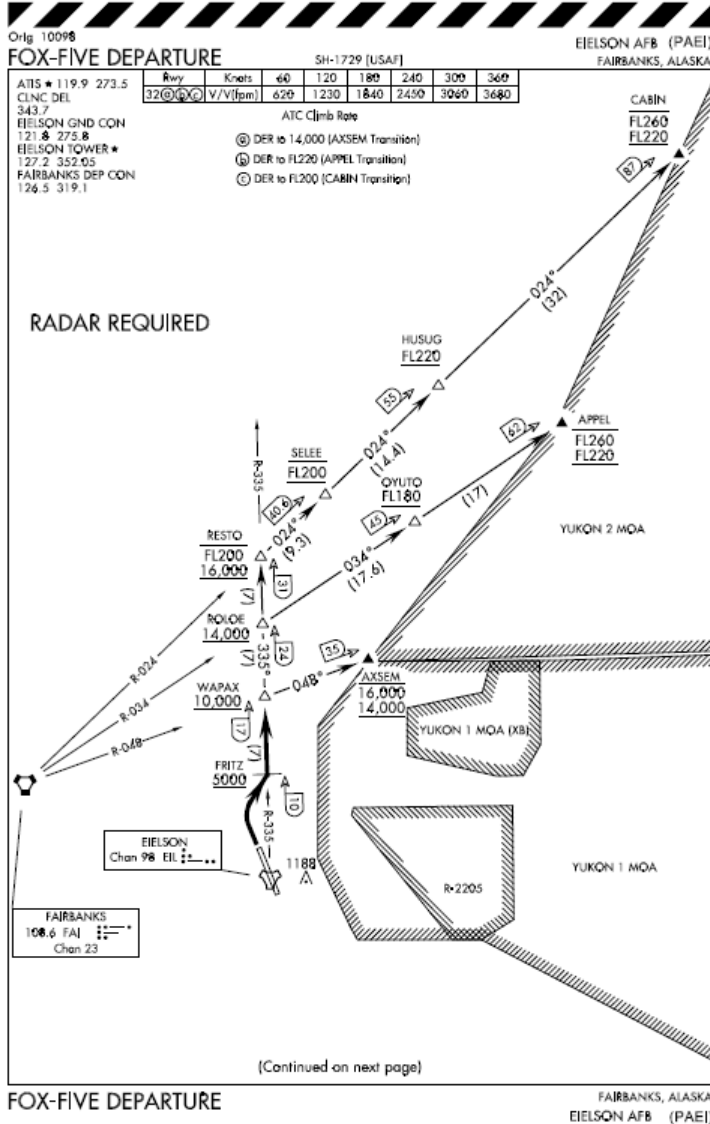 Orig 10098
FOX-FIVE DEPARTURE
SH-1729 [USAF]
EIELSON AFB (PAEI)
FAIRBANKS, ALASKA
ATIS ★ 119.9 273.5
CLNC DEL
343.7
EIELSON GND CON
121.8 275.8
EIELSON TOWER ★
127.2 352.05
FAIRBANKS DEP CON
126.5 319.1
Rwy Knots 60 120 180 240 300 360
32ⓐⓑⓒ V/V(fpm) 620 1230 1840 2450 3060 3680
ATC Climb Rate
ⓐ DER to 14,000 (AXSEM Transition)
ⓑ DER to FL220 (APPEL Transition)
ⓒ DER to FL200 (CABIN Transition)
CABIN
FL260
FL220
87
024°
(32)
RADAR REQUIRED
HUSUG
FL220
55
024°
(14.4)
APPEL
FL260
FL220
62
(17)
SELEE
FL200
40.6
024°
(9.3)
R-335
OYUTO
FL180
45
034°
(17.6)
YUKON 2 MOA
RESTO
FL200
16,000
31
(7)
ROLOE
14,000
24
(7)
335°
35
AXSEM
16,000
14,000
048°
WAPAX
10,000
17
(7)
R-024
R-034
R-048
YUKON 1 MOA (XB)
FRITZ
5000
10
R-335
EIELSON
Chan 98 EIL
1188
R-2205
YUKON 1 MOA
FAIRBANKS
108.6 FAI
Chan 23
(Continued on next page)
FOX-FIVE DEPARTURE
FAIRBANKS, ALASKA
EIELSON AFB (PAEI)